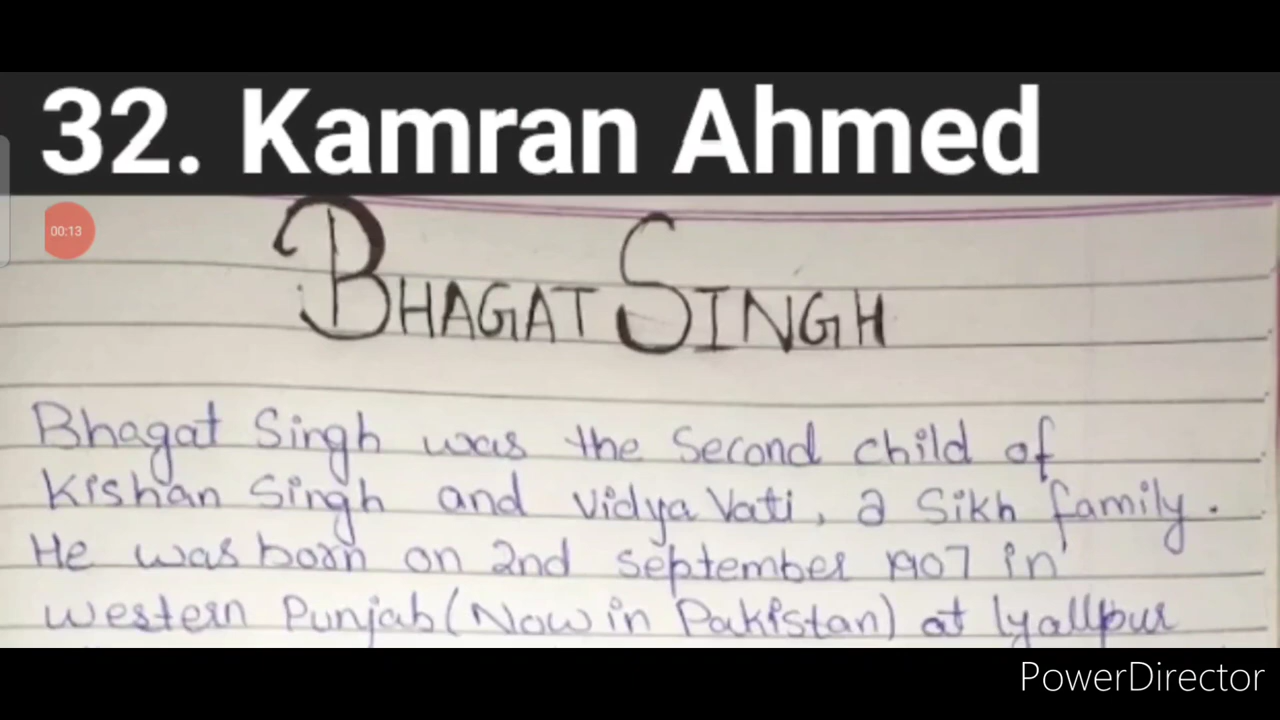 32. Kamran Ahmed
00:13
BHAGAT SINGH
Bhagat Singh was the second child of
Kishan Singh and Vidya Vati, a Sikh family.
He was born on 2nd september 1907 in
western Punjab (Now in Pakistan) at lyallpur
PowerDirector